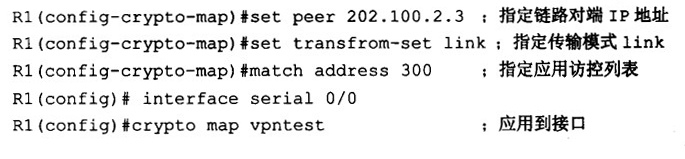 R1(config-crypto-map)#set peer 202.100.2.3 ；指定链路对端 IP 地址
R1(config-crypto-map)#set transfrom-set link ；指定传输模式 link
R1(config-crypto-map)#match address 300 ；指定应用访控列表
R1(config)# interface serial 0/0
R1(config)#crypto map vpntest ；应用到接口